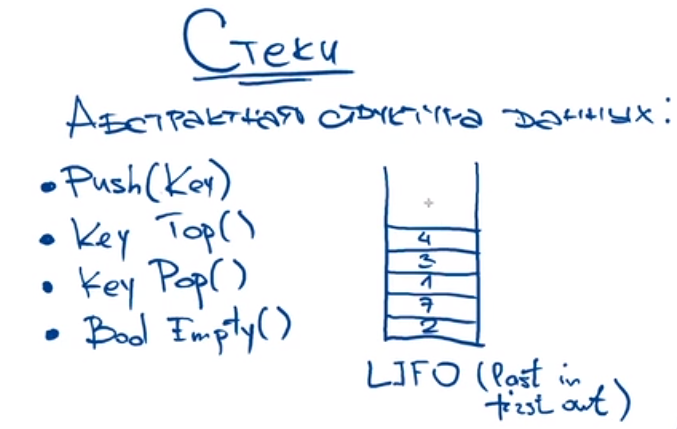 Стеки
Абстрактная структура данных:
• Push(Key)
• Key Top()
• Key Pop()
• Bool Empty()
4
3
1
7
2
LIFO (last in
first out)